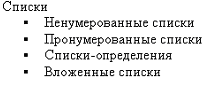 Списки
▪ Ненумерованные списки
▪ Пронумерованные списки
▪ Списки-определения
▪ Вложенные списки